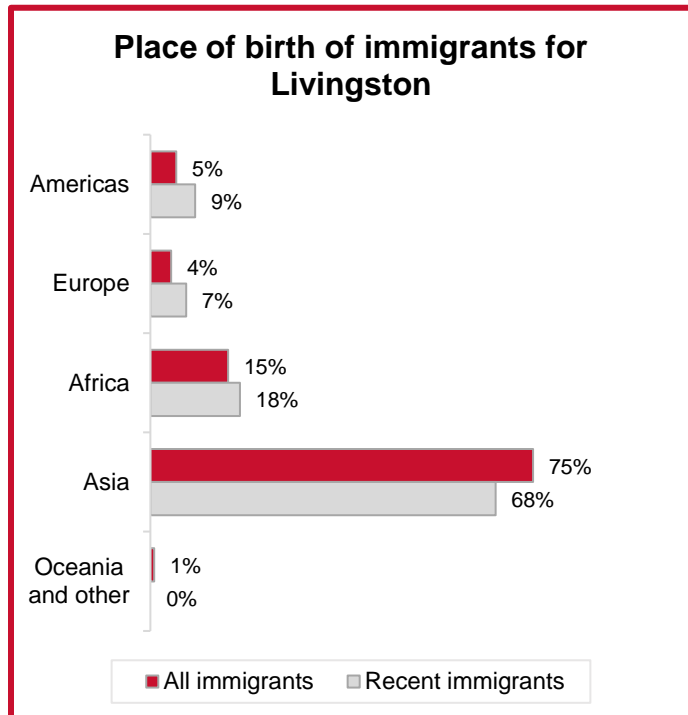 Place of birth of immigrants for
Livingston
Americas
5%
9%
Europe
4%
7%
Africa
15%
18%
Asia
75%
68%
Oceania
and other
1%
0%
All immigrants
Recent immigrants